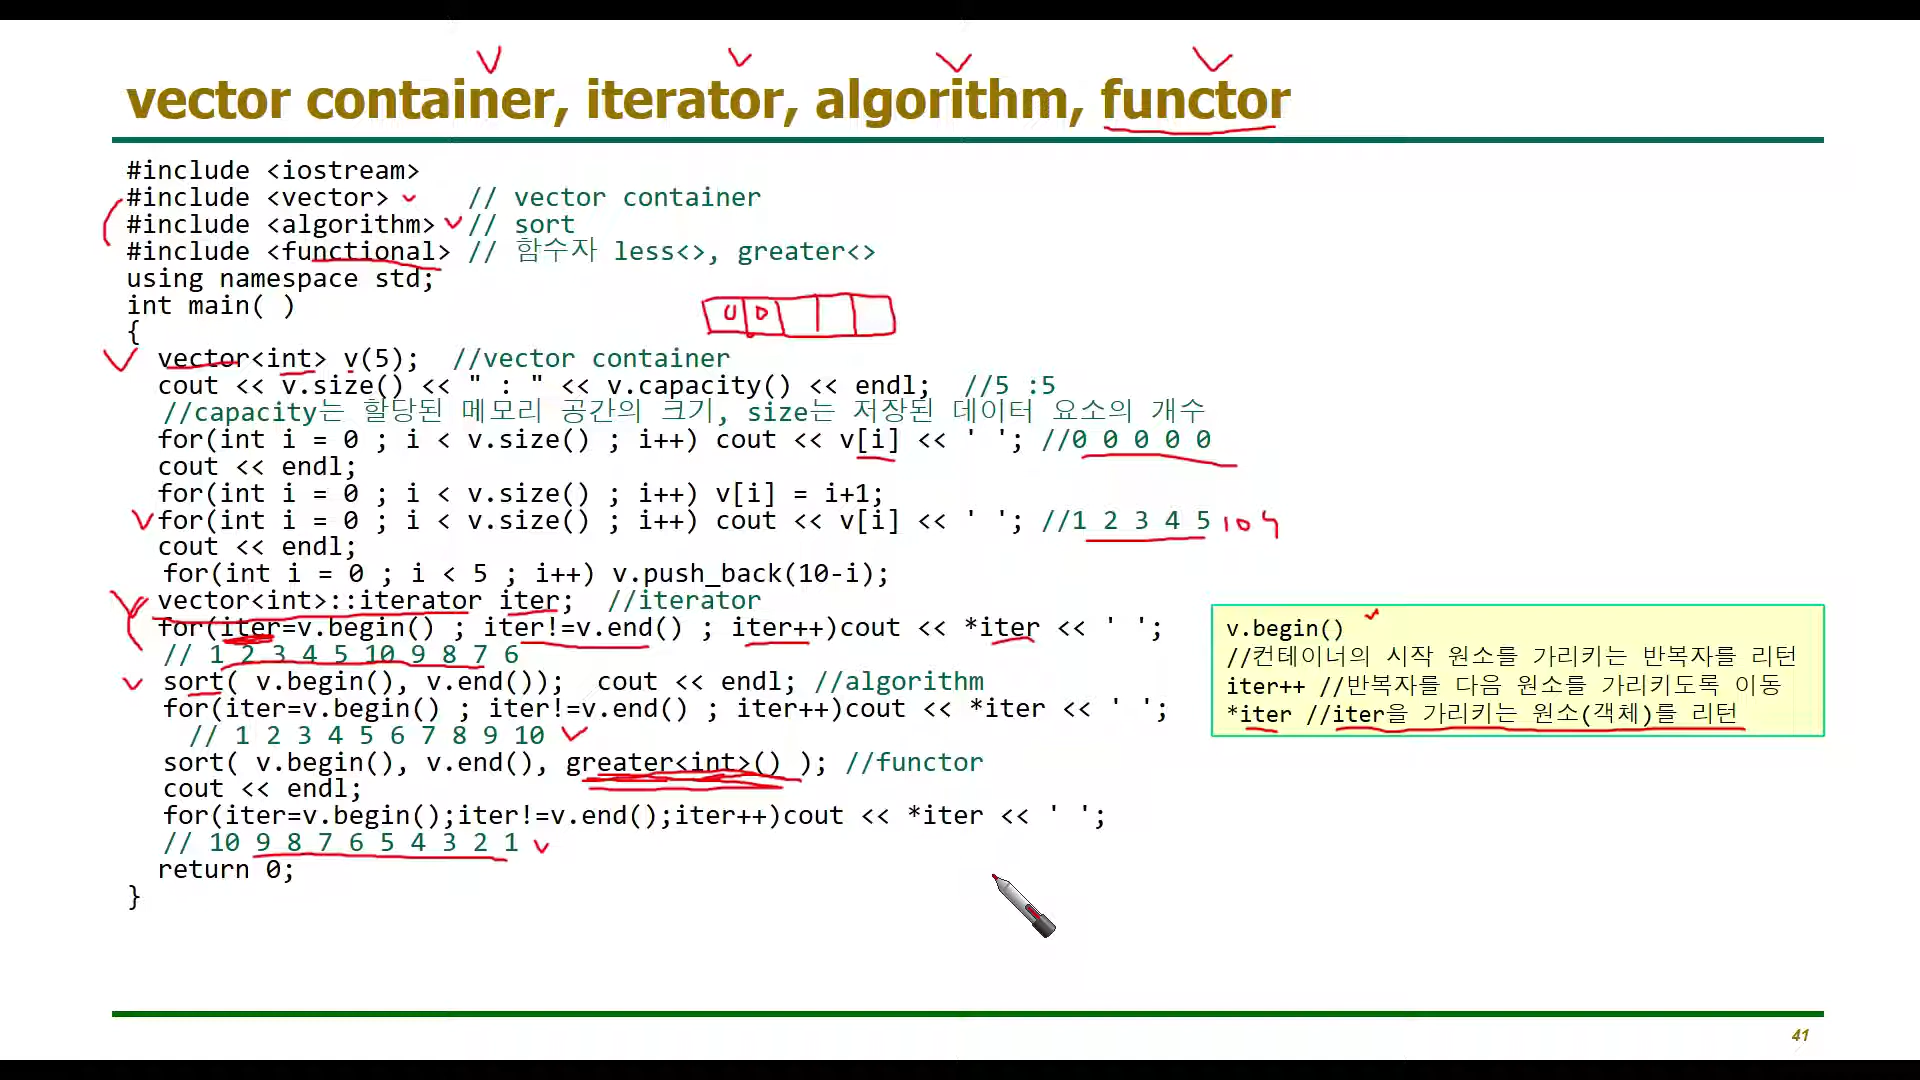 vector container, iterator, algorithm, functor
#include <iostream>
#include <vector>     // vector container
#include <algorithm>  // sort
#include <functional> // 함수자 less<>, greater<>
using namespace std;
int main( )
{
0 0
vector<int> v(5);  //vector container
cout << v.size() << " : " << v.capacity() << endl;  //5 :5
//capacity는 할당된 메모리 공간의 크기, size는 저장된 데이터 요소의 개수
for(int i = 0 ; i < v.size() ; i++) cout << v[i] << ' '; //0 0 0 0 0
cout << endl;
for(int i = 0 ; i < v.size() ; i++) v[i] = i+1;
for(int i = 0 ; i < v.size() ; i++) cout << v[i] << ' '; //1 2 3 4 5 10 9
cout << endl;
for(int i = 0 ; i < 5 ; i++) v.push_back(10-i);
vector<int>::iterator iter;  //iterator
for(iter=v.begin() ; iter!=v.end() ; iter++)cout << *iter << ' ';
// 1 2 3 4 5 10 9 8 7 6
sort( v.begin(), v.end());  cout << endl; //algorithm
for(iter=v.begin() ; iter!=v.end() ; iter++)cout << *iter << ' ';
// 1 2 3 4 5 6 7 8 9 10
sort( v.begin(), v.end(), greater<int>() ); //functor
cout << endl;
for(iter=v.begin();iter!=v.end();iter++)cout << *iter << ' ';
// 10 9 8 7 6 5 4 3 2 1
return 0;
}
v.begin()
//컨테이너의 시작 원소를 가리키는 반복자를 리턴
iter++ //반복자를 다음 원소를 가리키도록 이동
*iter //iter을 가리키는 원소(객체)를 리턴
41